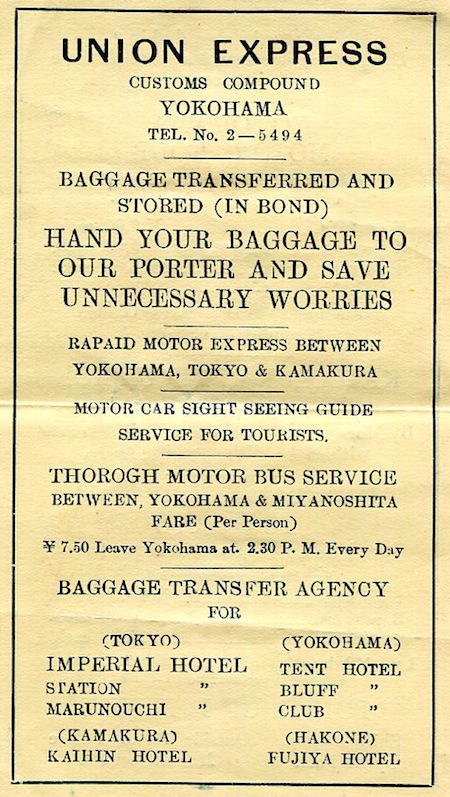 UNION EXPRESS
CUSTOMS COMPOUND
YOKOHAMA
TEL. No. 2—5494
BAGGAGE TRANSFERRED AND
STORED (IN BOND)
HAND YOUR BAGGAGE TO
OUR PORTER AND SAVE
UNNECESSARY WORRIES
RAPAID MOTOR EXPRESS BETWEEN
YOKOHAMA, TOKYO & KAMAKURA
MOTOR CAR SIGHT SEEING GUIDE
SERVICE FOR TOURISTS.
THOROGH MOTOR BUS SERVICE
BETWEEN, YOKOHAMA & MIYANOSHITA
FARE (Per Person)
¥ 7.50 Leave Yokohama at. 2.30 P. M. Every Day
BAGGAGE TRANSFER AGENCY
FOR
(TOKYO) (YOKOHAMA)
IMPERIAL HOTEL TENT HOTEL
STATION " BLUFF "
MARUNOUCHI " CLUB "
(KAMAKURA) (HAKONE)
KAIHIN HOTEL FUJIYA HOTEL